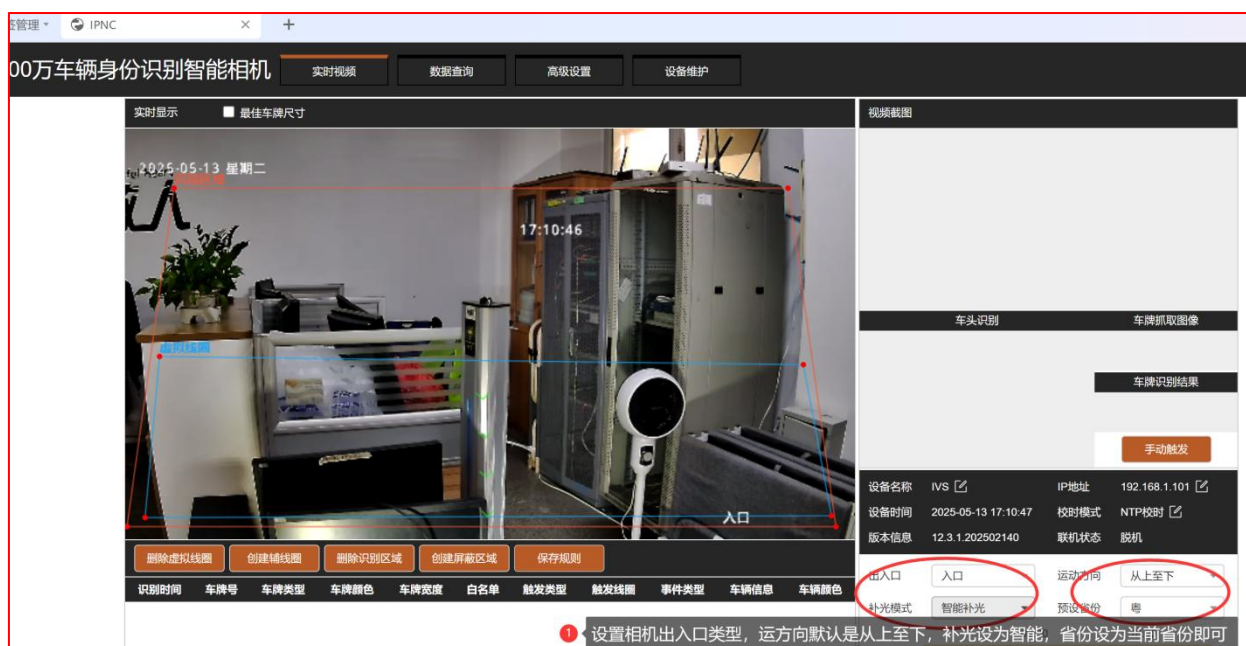 签管理 IPNC × +
00万车辆身份识别智能相机 实时视频 数据查询 高级设置 设备维护
实时显示 最佳车牌尺寸
2025-05-13 星期二
17:10:46
虚拟线圈
入口
视频截图
车头识别 车牌抓取图像
车牌识别结果
手动触发
设备名称 IVS IP地址 192.168.1.101
设备时间 2025-05-13 17:10:47 校时模式 NTP校时
版本信息 12.3.1.202502140 联机状态 脱机
出入口 入口 运动方向 从上至下
补光模式 智能补光 预设省份 粤
删除虚拟线圈 创建辅线圈 删除识别区域 创建屏蔽区域 保存规则
识别时间 车牌号 车牌类型 车牌颜色 车牌宽度 白名单 触发类型 触发线圈 事件类型 车辆信息 车辆颜色
1 设置相机出入口类型，运方向默认是从上至下，补光设为智能，省份设为当前省份即可